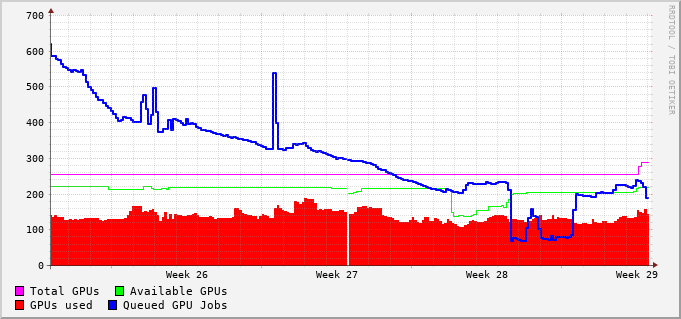 700
600
500
400
300
200
100
0
Week 26 Week 27 Week 28 Week 29
Total GPUs Available GPUs
GPUs used Queued GPU Jobs
RRDTOOL / TOBI OETIKER